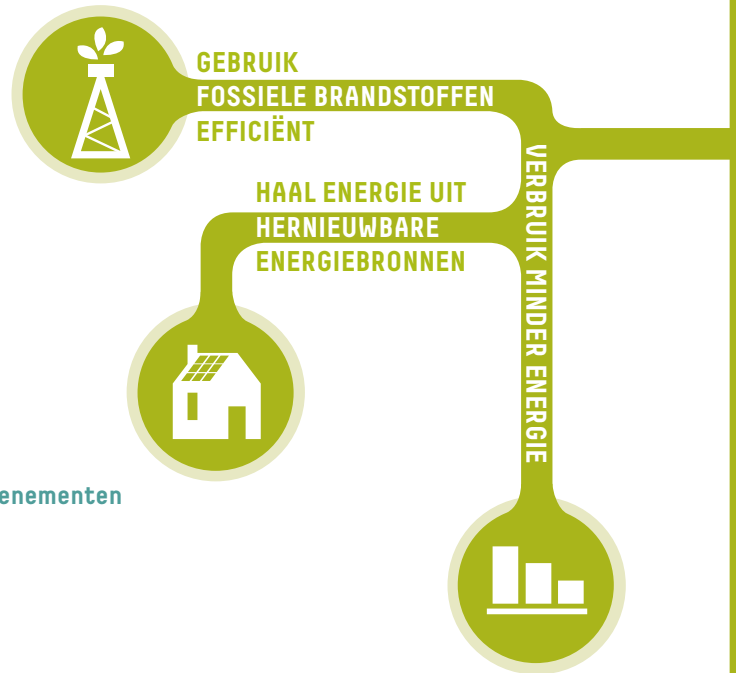 GEBRUIK
FOSSIELE BRANDSTOFFEN
EFFICIËNT
HAAL ENERGIE UIT
HERNIEUWBARE
ENERGIEBRONNEN
VERBRUIK MINDER ENERGIE
enementen